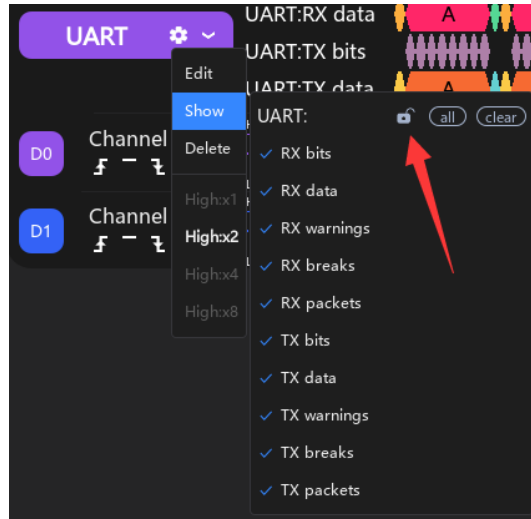 UART
UART:RX data
A
UART:TX bits
UART:TX data
A
Edit
Show
Delete
High:x1
High:x2
High:x4
High:x8
D0
Channel
D1
Channel
UART:
all
clear
RX bits
RX data
RX warnings
RX breaks
RX packets
TX bits
TX data
TX warnings
TX breaks
TX packets